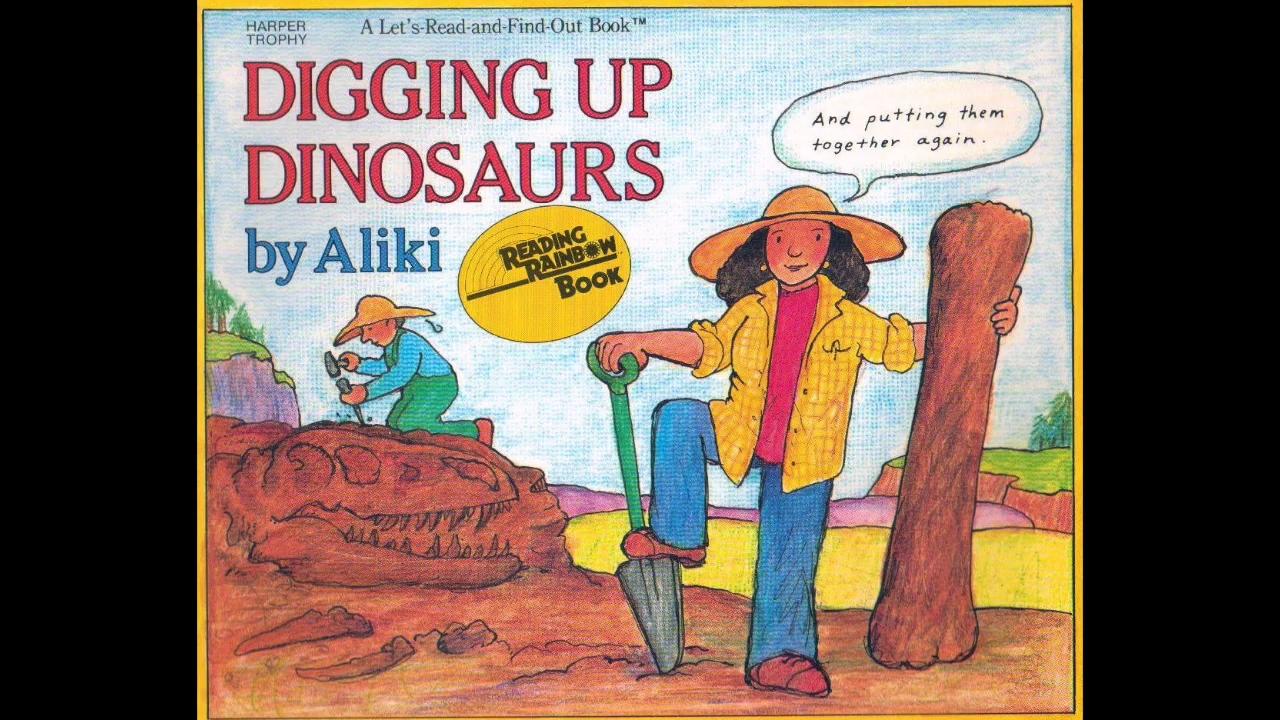 HARPER
TROPHY
A Let's-Read-and-Find-Out Book™
DIGGING UP
DINOSAURS
by Aliki
READING
RAINBOW
BOOK
And putting them
together again.